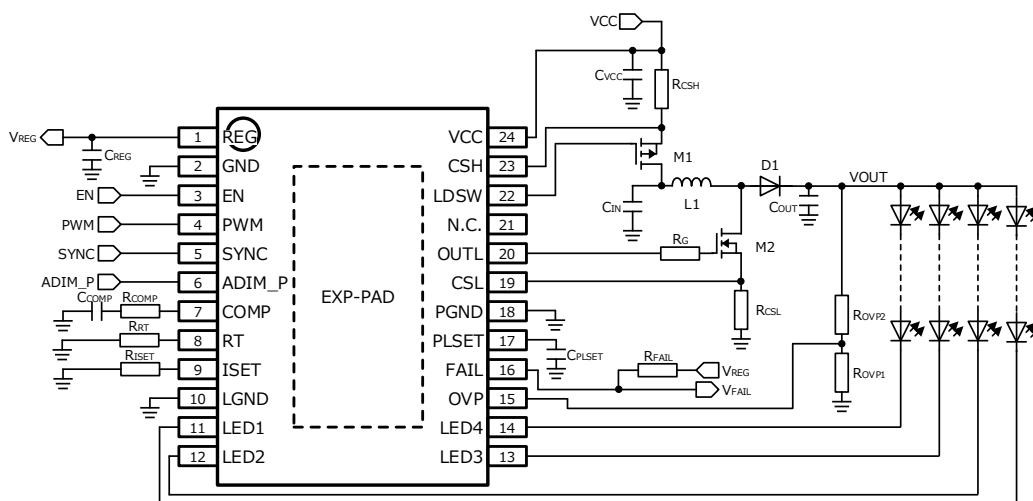 VCC
CVCC
RCSH
VREG
CREG
1 REG
2 GND
EN 3 EN
PWM 4 PWM
SYNC 5 SYNC
ADIM_P 6 ADIM_P
CCOMP RCOMP 7 COMP
RRT 8 RT
RISET 9 ISET
10 LGND
11 LED1
12 LED2
EXP-PAD
VCC 24
CSH 23
LDSW 22
N.C. 21
OUTL 20
CSL 19
PGND 18
PLSET 17
FAIL 16
OVP 15
LED4 14
LED3 13
M1
CIN
L1
D1
COUT
VOUT
RG
M2
RCSL
CPLSET
RFAIL
VREG
VFAIL
ROVP2
ROVP1